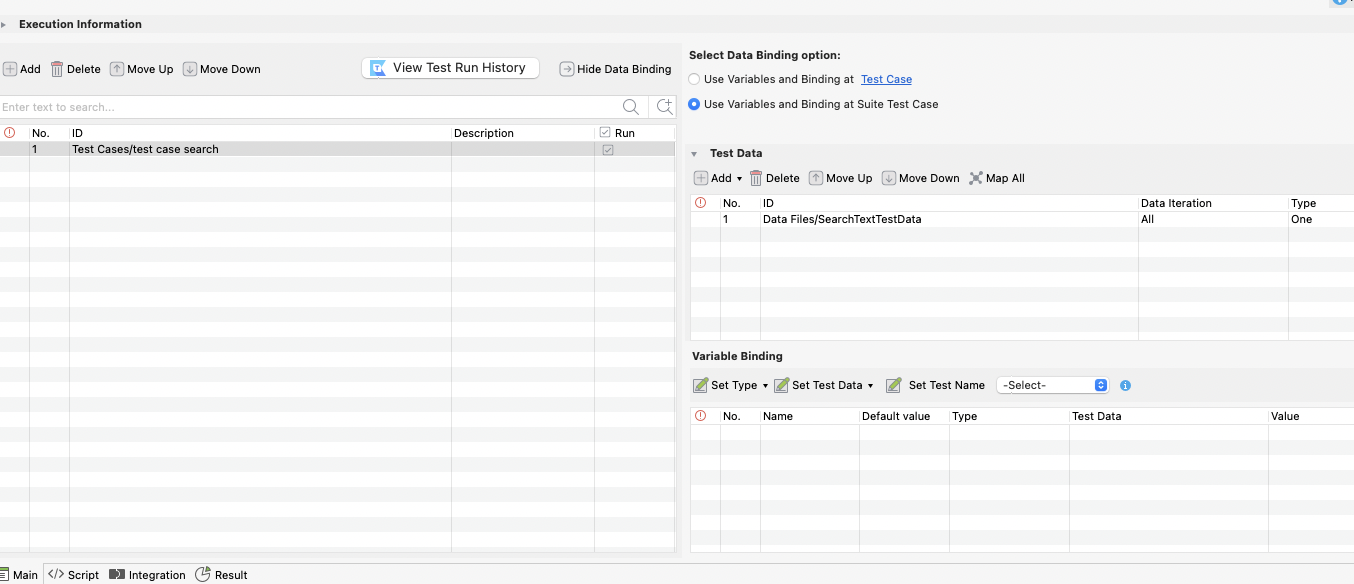 Execution Information
Add Delete Move Up Move Down View Test Run History Hide Data Binding
Enter text to search...
No. ID Description Run
1 Test Cases/test case search
Select Data Binding option:
Use Variables and Binding at Test Case
Use Variables and Binding at Suite Test Case
Test Data
Add Delete Move Up Move Down Map All
No. ID Data Iteration Type
1 Data Files/SearchTextTestData All One
Variable Binding
Set Type Set Test Data Set Test Name -Select-
No. Name Default value Type Test Data Value
Main </> Script Integration Result